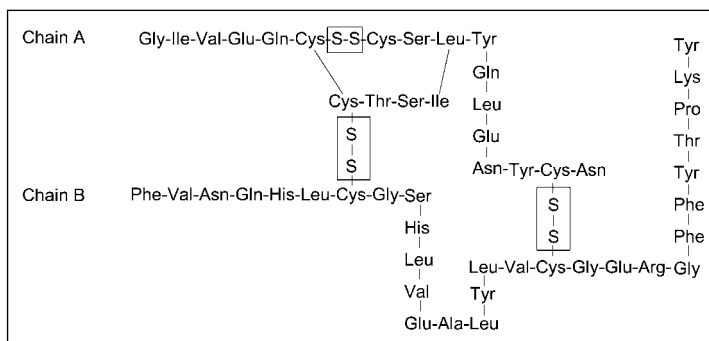 Chain A Gly-Ile-Val-Glu-Gln-Cys-S-S-Cys-Ser-Leu-Tyr Tyr
Gln Lys
Cys-Thr-Ser-Ile Leu Pro
S Glu Thr
S Asn-Tyr-Cys-Asn Tyr
Chain B Phe-Val-Asn-Gln-His-Leu-Cys-Gly-Ser S Phe
His S Phe
Leu Leu-Val-Cys-Gly-Glu-Arg-Gly
Val Tyr
Glu-Ala-Leu